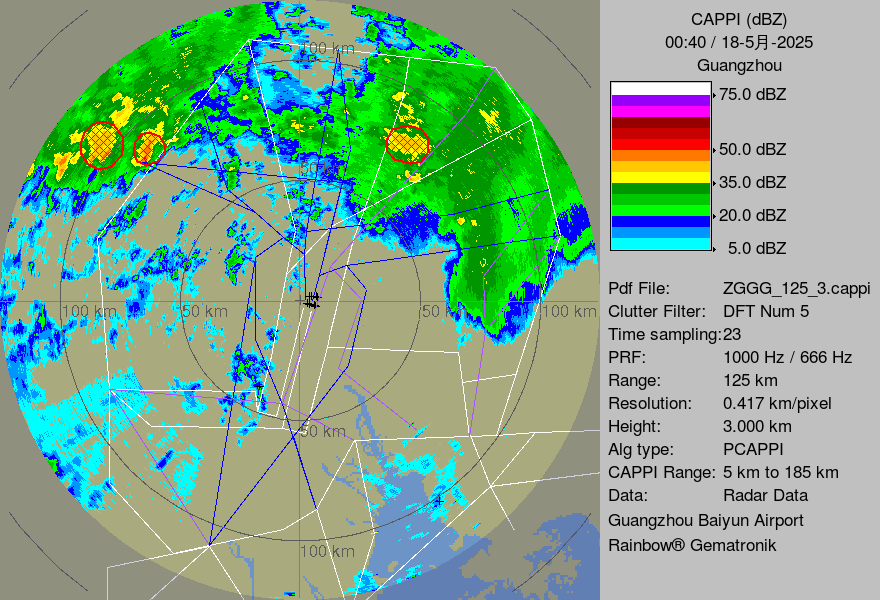 CAPPI (dBZ)
00:40 / 18-5月-2025
Guangzhou
75.0 dBZ
50.0 dBZ
35.0 dBZ
20.0 dBZ
5.0 dBZ
Pdf File: ZGGG_125_3.cappi
Clutter Filter: DFT Num 5
Time sampling:23
PRF: 1000 Hz / 666 Hz
Range: 125 km
Resolution: 0.417 km/pixel
Height: 3.000 km
Alg type: PCAPPI
CAPPI Range: 5 km to 185 km
Data: Radar Data
Guangzhou Baiyun Airport
Rainbow® Gematronik
100 km
100 km
50 km
50 k
100 km
50 km
100 km